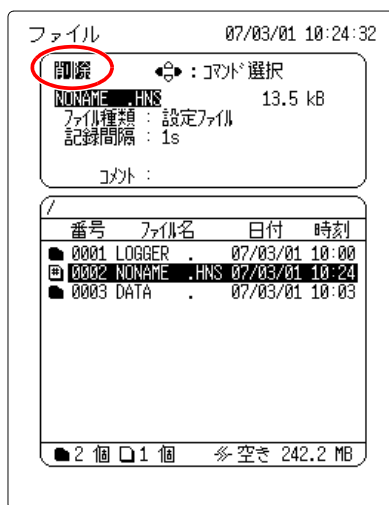 ファイル 07/03/01 10:24:32
削除 : コマンド選択
NONAME .HNS 13.5 kB
ファイル種類 : 設定ファイル
記録間隔 : 1s
コメント :
/
番号 ファイル名 日付 時刻
0001 LOGGER . 07/03/01 10:00
0002 NONAME .HNS 07/03/01 10:24
0003 DATA . 07/03/01 10:03
2 個 1 個 空き 242.2 MB